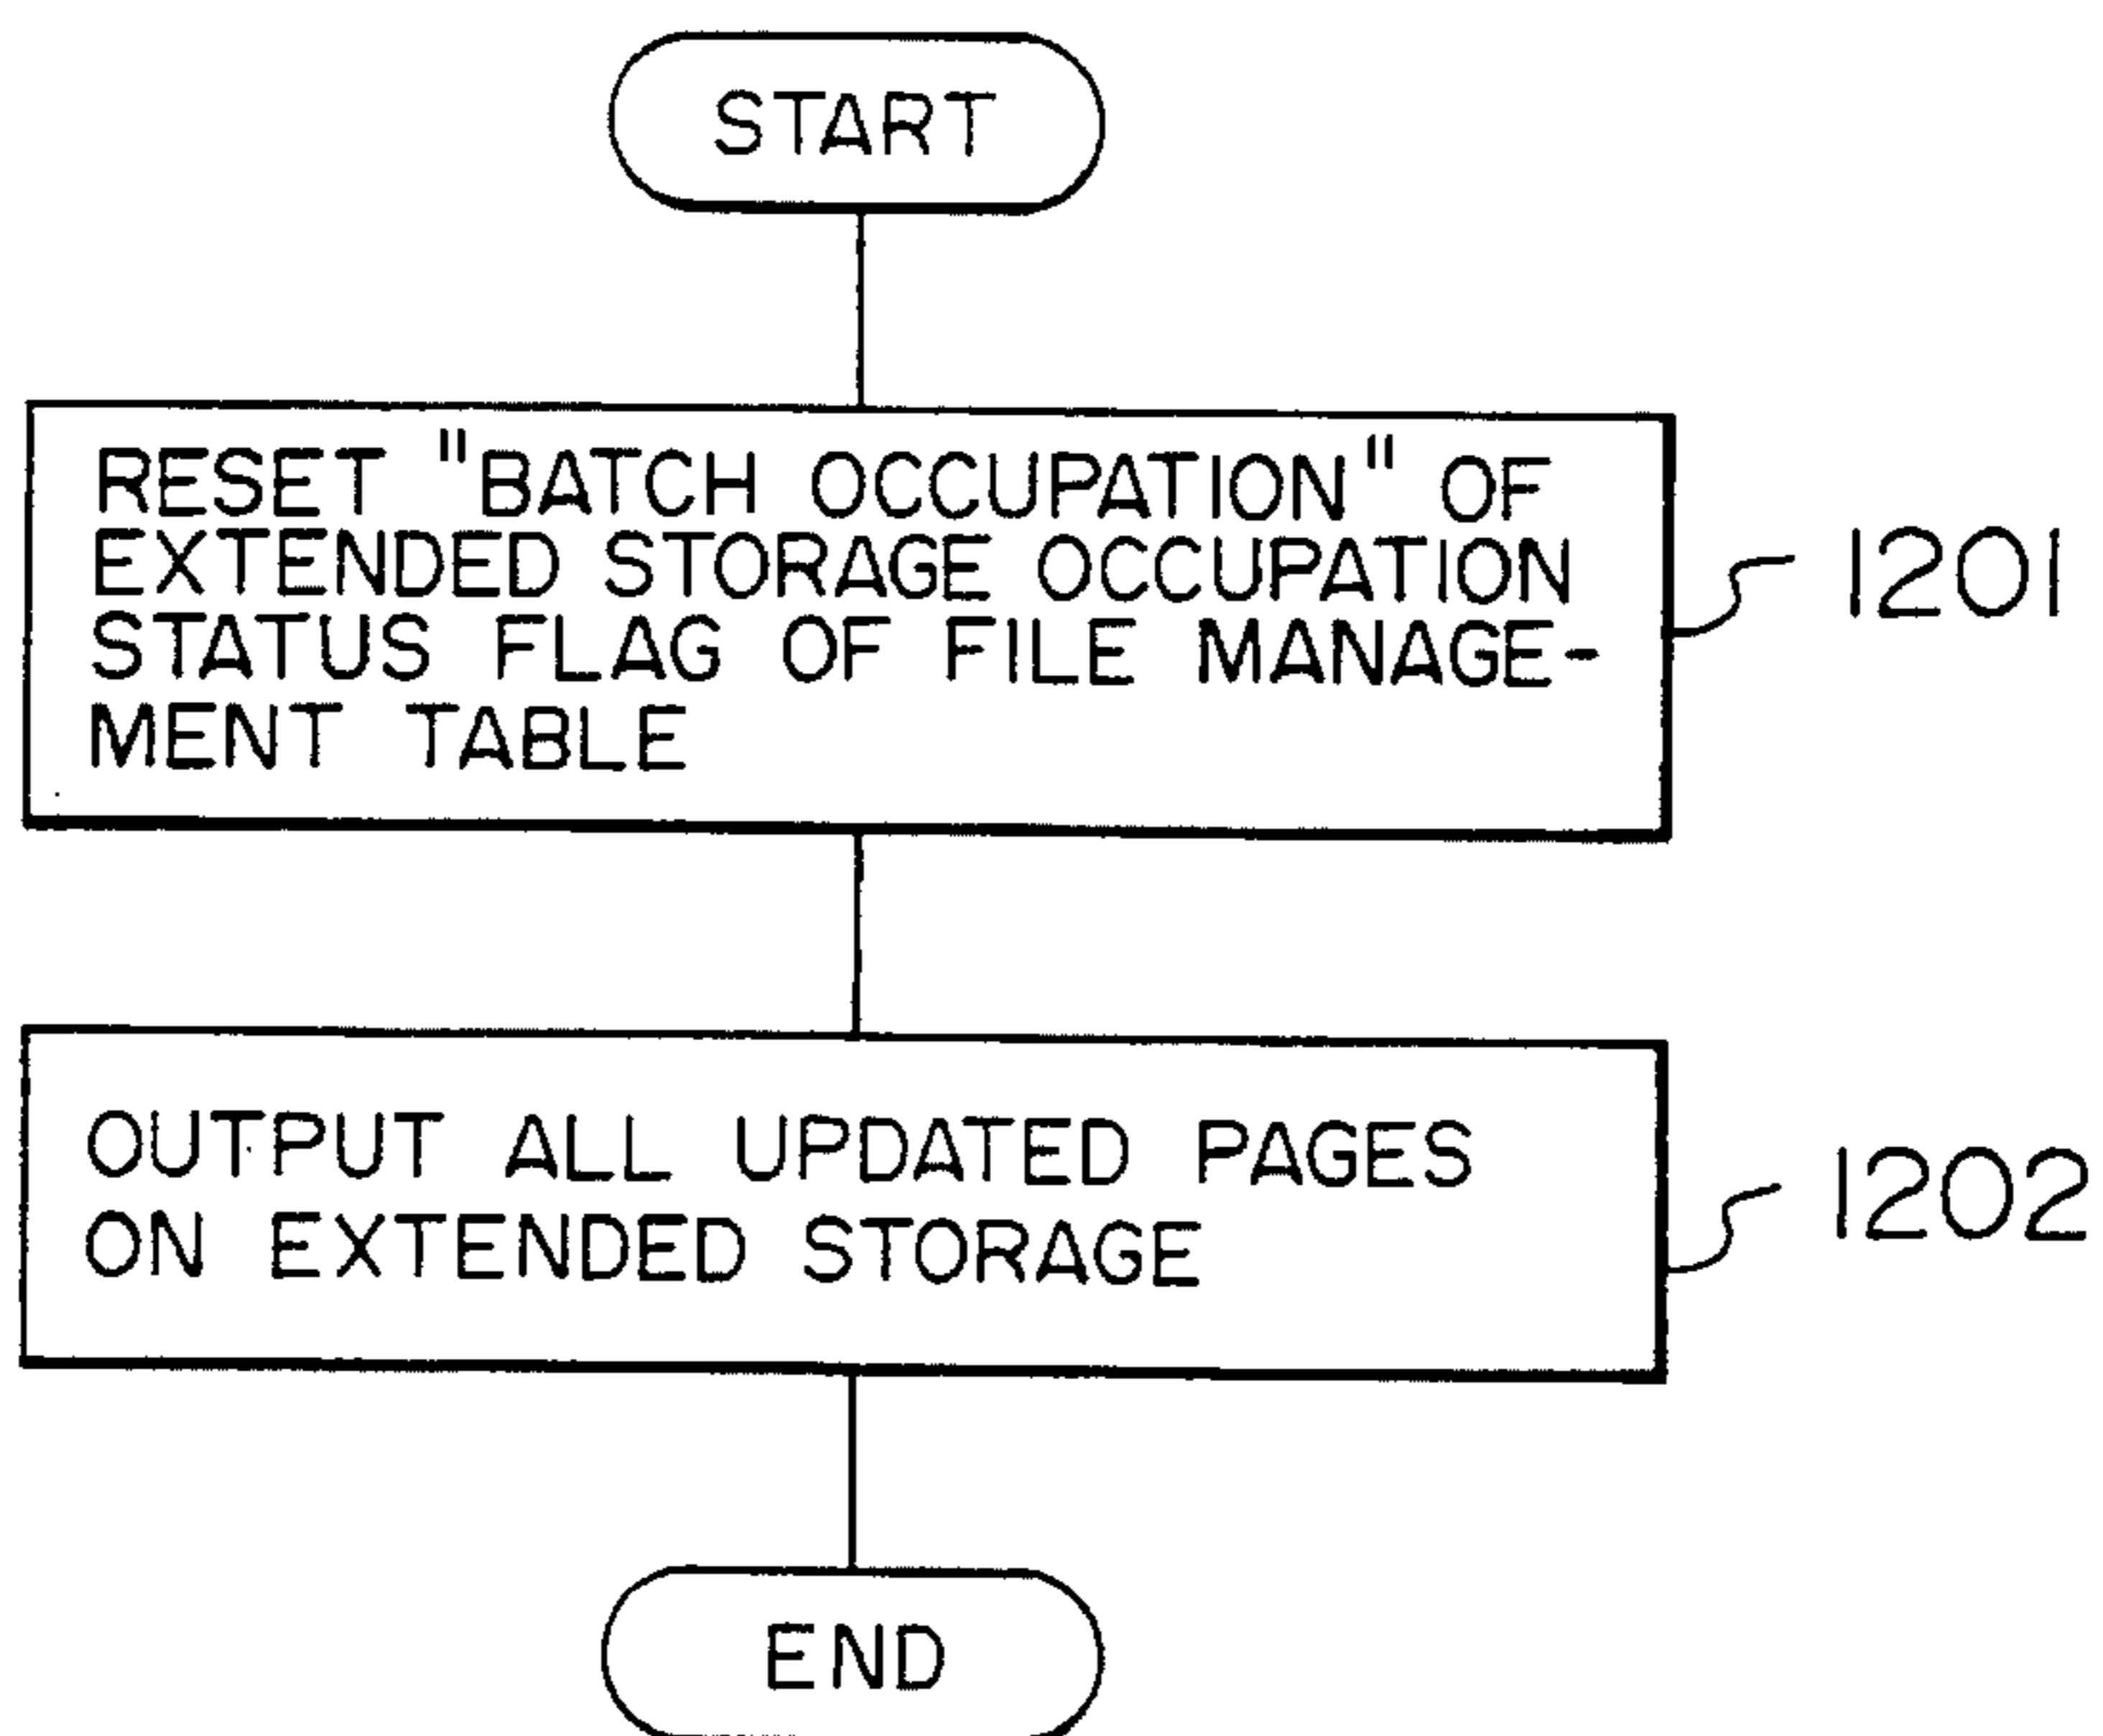 START
RESET "BATCH OCCUPATION" OF
EXTENDED STORAGE OCCUPATION
STATUS FLAG OF FILE MANAGE-
MENT TABLE
1201
OUTPUT ALL UPDATED PAGES
ON EXTENDED STORAGE
1202
END